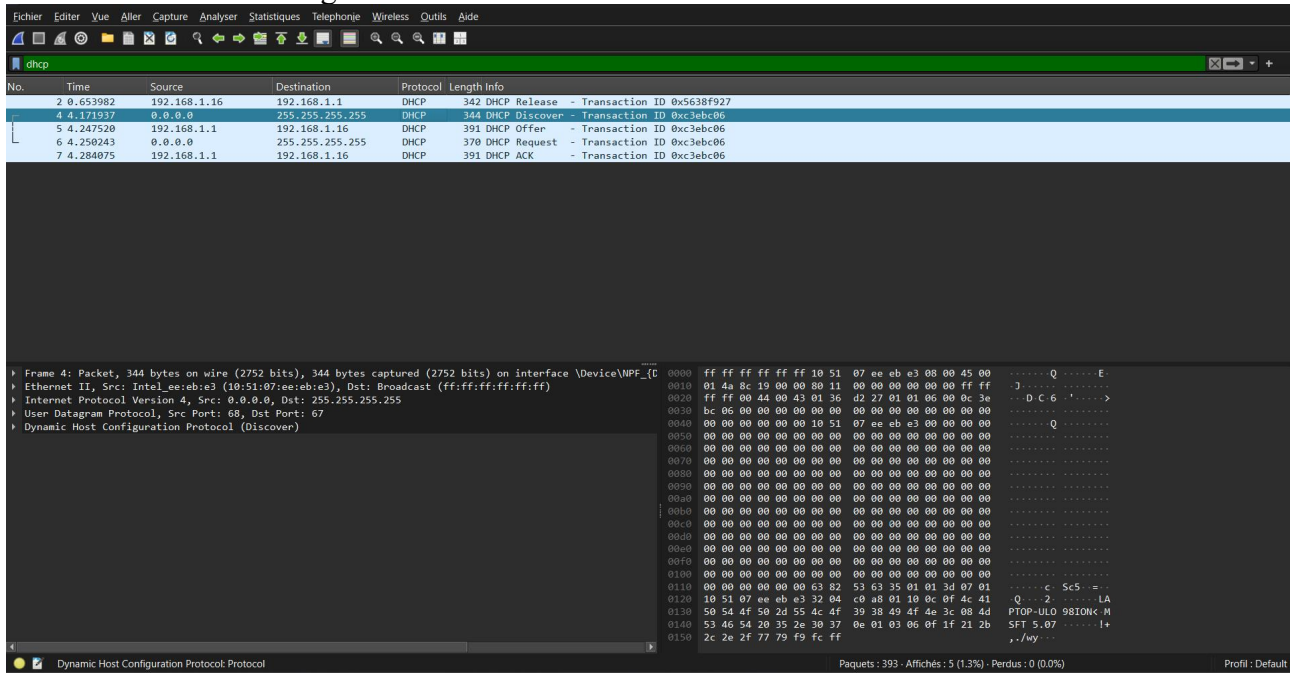 Fichier Editer Vue Aller Capture Analyser Statistiques Telephonie Wireless Outils Aide
dhcp
No. Time Source Destination Protocol Length Info
2 0.653982 192.168.1.16 192.168.1.1 DHCP 342 DHCP Release - Transaction ID 0x5638f927
4 4.171937 0.0.0.0 255.255.255.255 DHCP 344 DHCP Discover - Transaction ID 0xc3ebc06
5 4.247520 192.168.1.1 192.168.1.16 DHCP 391 DHCP Offer - Transaction ID 0xc3ebc06
6 4.250243 0.0.0.0 255.255.255.255 DHCP 370 DHCP Request - Transaction ID 0xc3ebc06
7 4.284075 192.168.1.1 192.168.1.16 DHCP 391 DHCP ACK - Transaction ID 0xc3ebc06
Frame 4: Packet, 344 bytes on wire (2752 bits), 344 bytes captured (2752 bits) on interface \Device\NPF_{D
Ethernet II, Src: Intel_ee:eb:e3 (10:51:07:ee:eb:e3), Dst: Broadcast (ff:ff:ff:ff:ff:ff)
Internet Protocol Version 4, Src: 0.0.0.0, Dst: 255.255.255.255
User Datagram Protocol, Src Port: 68, Dst Port: 67
Dynamic Host Configuration Protocol (Discover)
0000 ff ff ff ff ff ff 10 51 07 ee eb e3 08 00 45 00 ·······Q ······E·
0010 01 4a 8c 19 00 00 80 11 00 00 00 00 00 00 ff ff ·J······ ········
0020 ff ff 00 44 00 43 01 36 d2 27 01 01 06 00 0c 3e ···D·C·6 ·'·····>
0030 bc 06 00 00 00 00 00 00 00 00 00 00 00 00 00 00 ········ ········
0040 00 00 00 00 00 00 10 51 07 ee eb e3 00 00 00 00 ·······Q ········
0050 00 00 00 00 00 00 00 00 00 00 00 00 00 00 00 00 ········ ········
0060 00 00 00 00 00 00 00 00 00 00 00 00 00 00 00 00 ········ ········
0070 00 00 00 00 00 00 00 00 00 00 00 00 00 00 00 00 ········ ········
0080 00 00 00 00 00 00 00 00 00 00 00 00 00 00 00 00 ········ ········
0090 00 00 00 00 00 00 00 00 00 00 00 00 00 00 00 00 ········ ········
00a0 00 00 00 00 00 00 00 00 00 00 00 00 00 00 00 00 ········ ········
00b0 00 00 00 00 00 00 00 00 00 00 00 00 00 00 00 00 ········ ········
00c0 00 00 00 00 00 00 00 00 00 00 00 00 00 00 00 00 ········ ········
00d0 00 00 00 00 00 00 00 00 00 00 00 00 00 00 00 00 ········ ········
00e0 00 00 00 00 00 00 00 00 00 00 00 00 00 00 00 00 ········ ········
00f0 00 00 00 00 00 00 00 00 00 00 00 00 00 00 00 00 ········ ········
0100 00 00 00 00 00 00 00 00 00 00 00 00 00 00 00 00 ········ ········
0110 00 00 00 00 00 00 63 82 53 63 35 01 01 3d 07 01 ······c· Sc5··=··
0120 10 51 07 ee eb e3 32 04 c0 a8 01 10 0c 0f 4c 41 ·Q····2· ······LA
0130 50 54 4f 50 2d 55 4c 4f 39 38 49 4f 4e 3c 08 4d PTOP-ULO 98ION<·M
0140 53 46 54 20 35 2e 30 37 0e 01 03 06 0f 1f 21 2b SFT 5.07 ······!+
0150 2c 2e 2f 77 79 f9 fc ff ,./wy···
Dynamic Host Configuration Protocol: Protocol Paquets : 393 · Affichés : 5 (1.3%) · Perdus : 0 (0.0%) Profil : Default